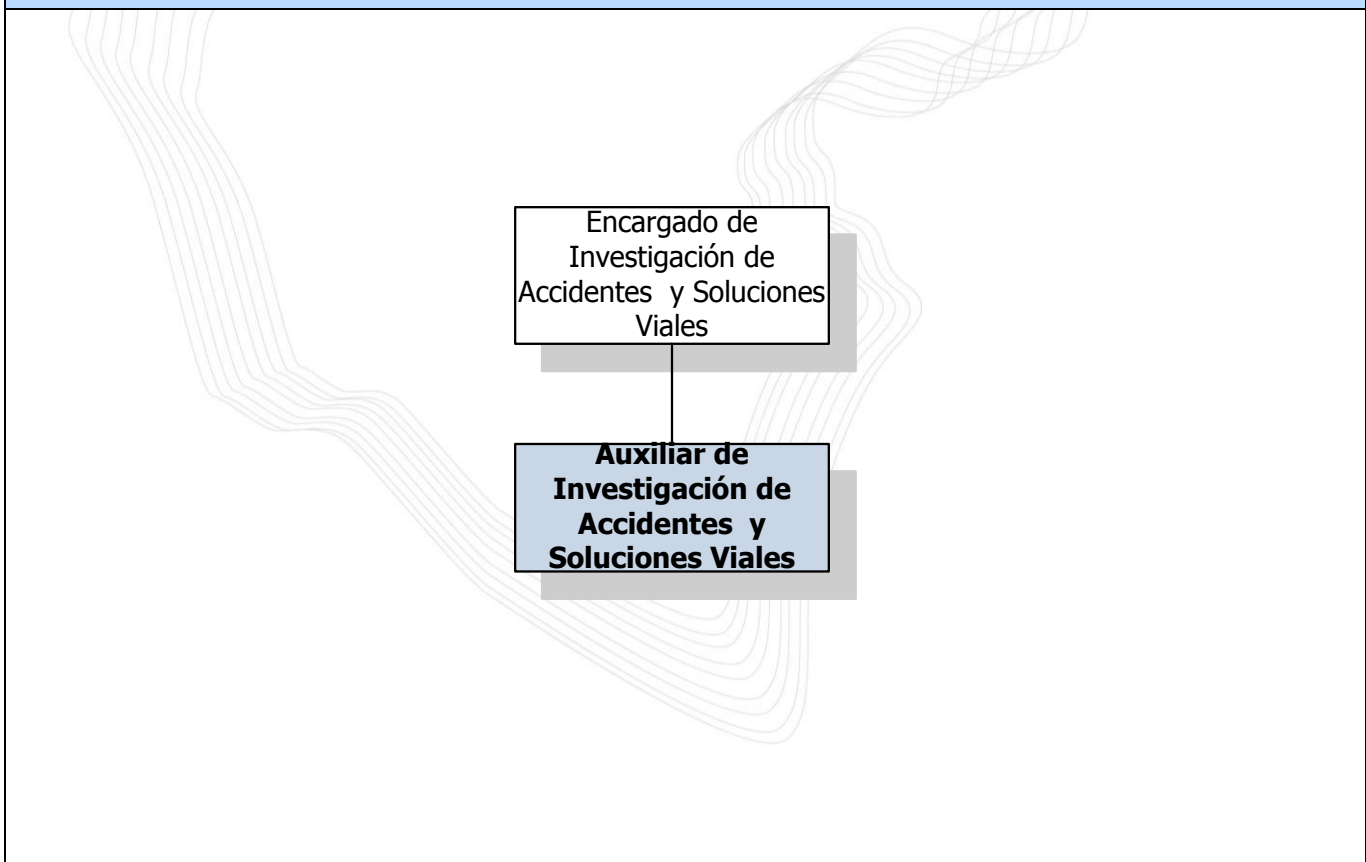 Encargado de
Investigación de
Accidentes  y Soluciones
Viales
Auxiliar de
Investigación de
Accidentes  y
Soluciones Viales